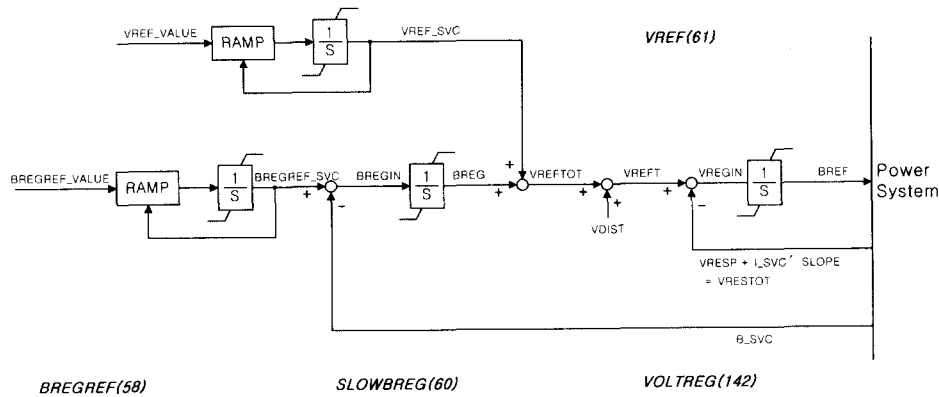 VREF_VALUE
RAMP
1
S
VREF_SVC
VREF(61)
BREGREF_VALUE
RAMP
1
S
BREGREF_SVC
+
-
BREGIN
1
S
BREG
+
+
VREFTOT
+
+
VDIST
VREFT
+
-
VREGIN
1
S
BREF
Power
System
VRESP + I_SVC' SLOPE
= VRESTOT
B_SVC
BREGREF(58)
SLOWBREG(60)
VOLTREG(142)